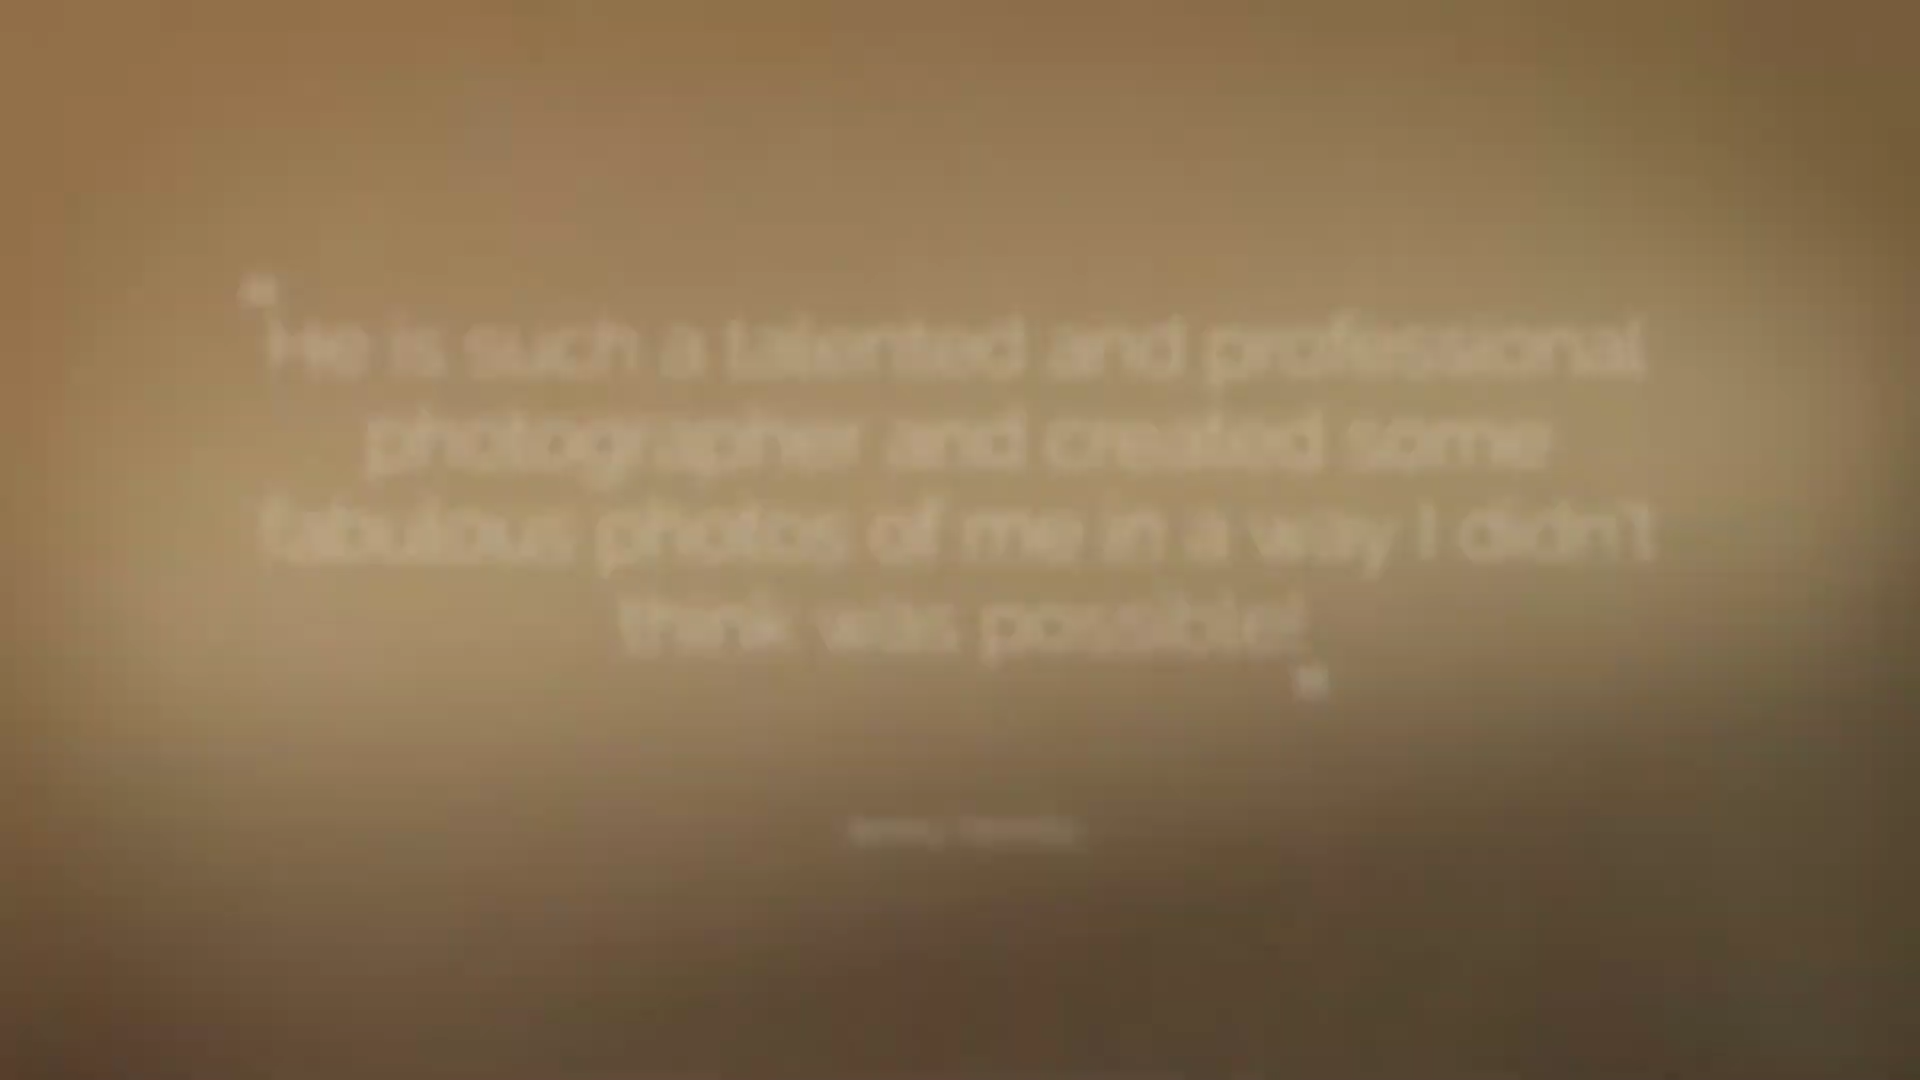 "He is such a talented and professional
photographer and created some
fabulous photos of me in a way I didn't
think was possible!"